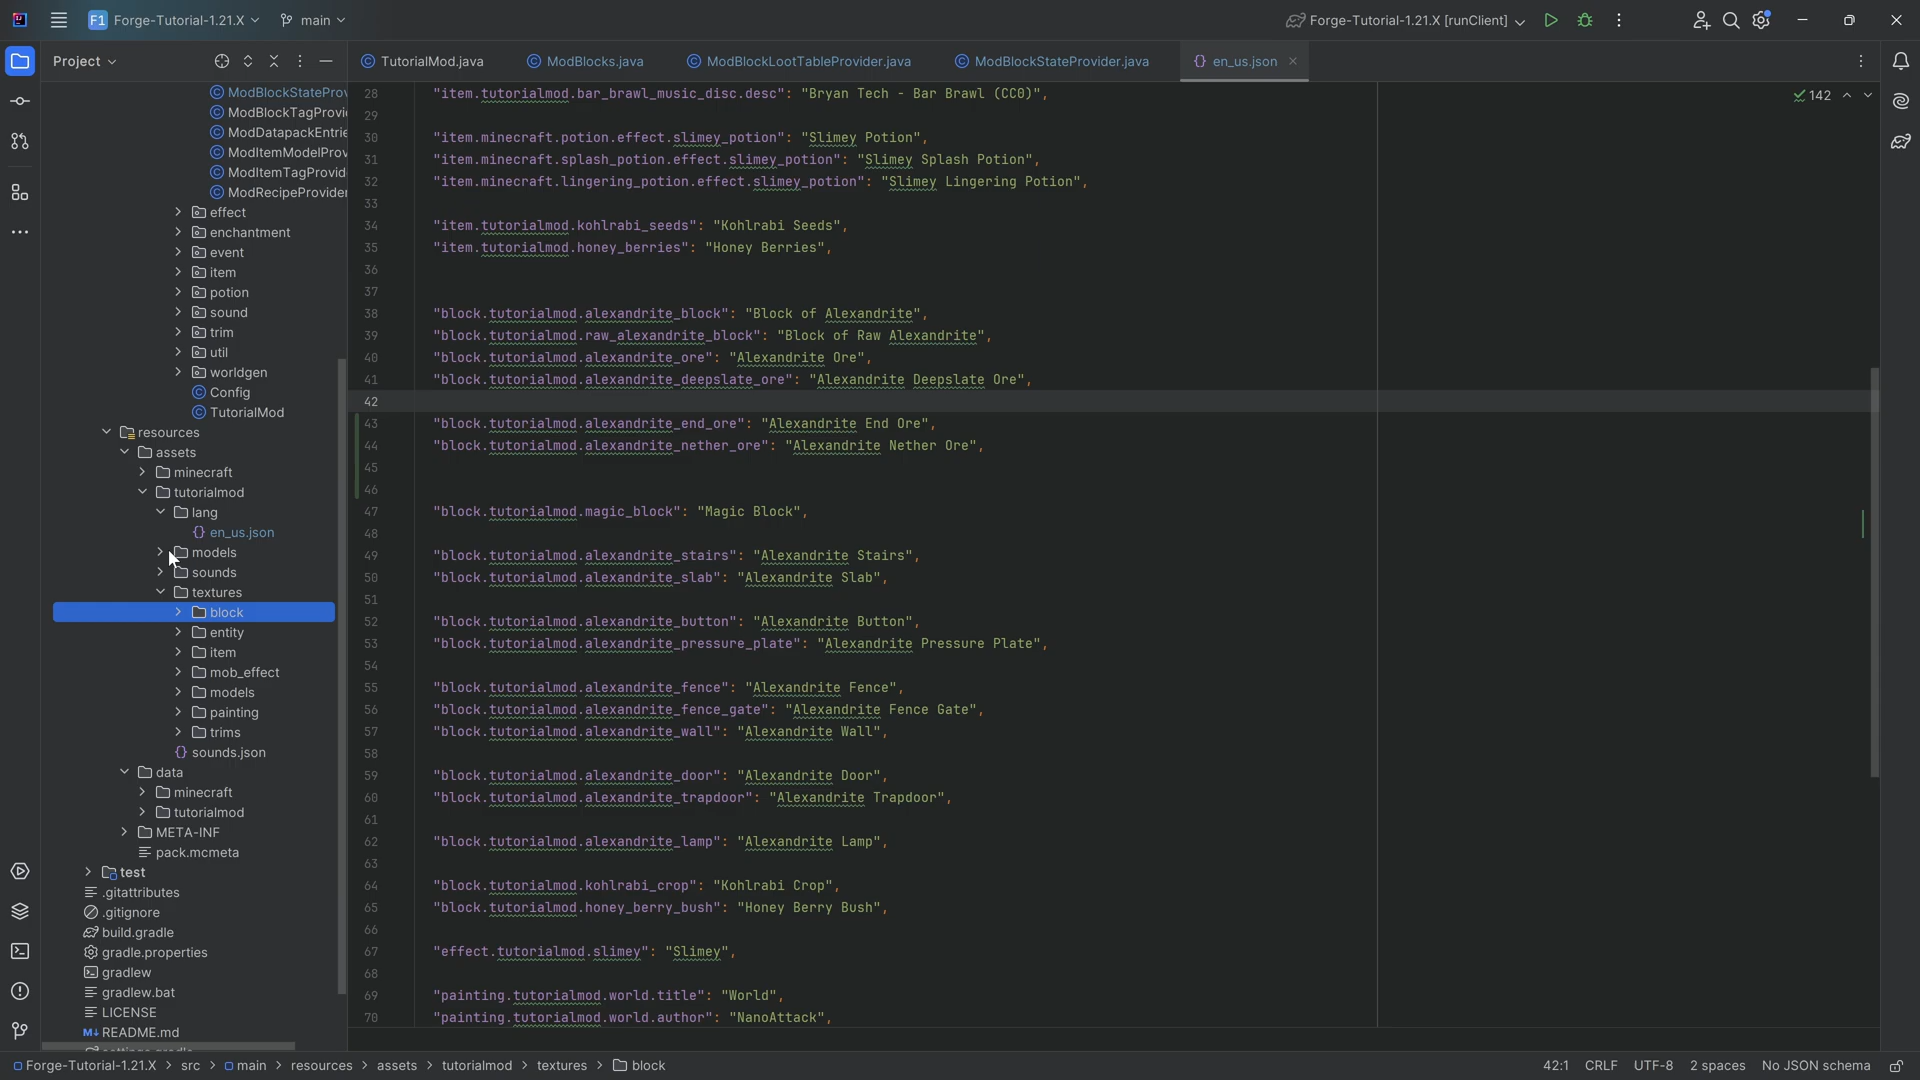 F1 Forge-Tutorial-1.21.X main
Forge-Tutorial-1.21.X [runClient]
Project
TutorialMod.java
ModBlocks.java
ModBlockLootTableProvider.java
ModBlockStateProvider.java
en_us.json
ModBlockStateProv
ModBlockTagProvi
ModDatapackEntrie
ModItemModelProv
ModItemTagProvid
ModRecipeProvider
effect
enchantment
event
item
potion
sound
trim
util
worldgen
Config
TutorialMod
resources
assets
minecraft
tutorialmod
lang
en_us.json
models
sounds
textures
block
entity
item
mob_effect
models
painting
trims
sounds.json
data
minecraft
tutorialmod
META-INF
pack.mcmeta
test
.gitattributes
.gitignore
build.gradle
gradle.properties
gradlew
gradlew.bat
LICENSE
README.md
142
28 "item.tutorialmod.bar_brawl_music_disc.desc": "Bryan Tech - Bar Brawl (CC0)",
29
30 "item.minecraft.potion.effect.slimey_potion": "Slimey Potion",
31 "item.minecraft.splash_potion.effect.slimey_potion": "Slimey Splash Potion",
32 "item.minecraft.lingering_potion.effect.slimey_potion": "Slimey Lingering Potion",
33
34 "item.tutorialmod.kohlrabi_seeds": "Kohlrabi Seeds",
35 "item.tutorialmod.honey_berries": "Honey Berries",
36
37
38 "block.tutorialmod.alexandrite_block": "Block of Alexandrite",
39 "block.tutorialmod.raw_alexandrite_block": "Block of Raw Alexandrite",
40 "block.tutorialmod.alexandrite_ore": "Alexandrite Ore",
41 "block.tutorialmod.alexandrite_deepslate_ore": "Alexandrite Deepslate Ore",
42
43 "block.tutorialmod.alexandrite_end_ore": "Alexandrite End Ore",
44 "block.tutorialmod.alexandrite_nether_ore": "Alexandrite Nether Ore",
45
46
47 "block.tutorialmod.magic_block": "Magic Block",
48
49 "block.tutorialmod.alexandrite_stairs": "Alexandrite Stairs",
50 "block.tutorialmod.alexandrite_slab": "Alexandrite Slab",
51
52 "block.tutorialmod.alexandrite_button": "Alexandrite Button",
53 "block.tutorialmod.alexandrite_pressure_plate": "Alexandrite Pressure Plate",
54
55 "block.tutorialmod.alexandrite_fence": "Alexandrite Fence",
56 "block.tutorialmod.alexandrite_fence_gate": "Alexandrite Fence Gate",
57 "block.tutorialmod.alexandrite_wall": "Alexandrite Wall",
58
59 "block.tutorialmod.alexandrite_door": "Alexandrite Door",
60 "block.tutorialmod.alexandrite_trapdoor": "Alexandrite Trapdoor",
61
62 "block.tutorialmod.alexandrite_lamp": "Alexandrite Lamp",
63
64 "block.tutorialmod.kohlrabi_crop": "Kohlrabi Crop",
65 "block.tutorialmod.honey_berry_bush": "Honey Berry Bush",
66
67 "effect.tutorialmod.slimey": "Slimey",
68
69 "painting.tutorialmod.world.title": "World",
70 "painting.tutorialmod.world.author": "NanoAttack",
Forge-Tutorial-1.21.X > src > main > resources > assets > tutorialmod > textures > block
42:1 CRLF UTF-8 2 spaces No JSON schema